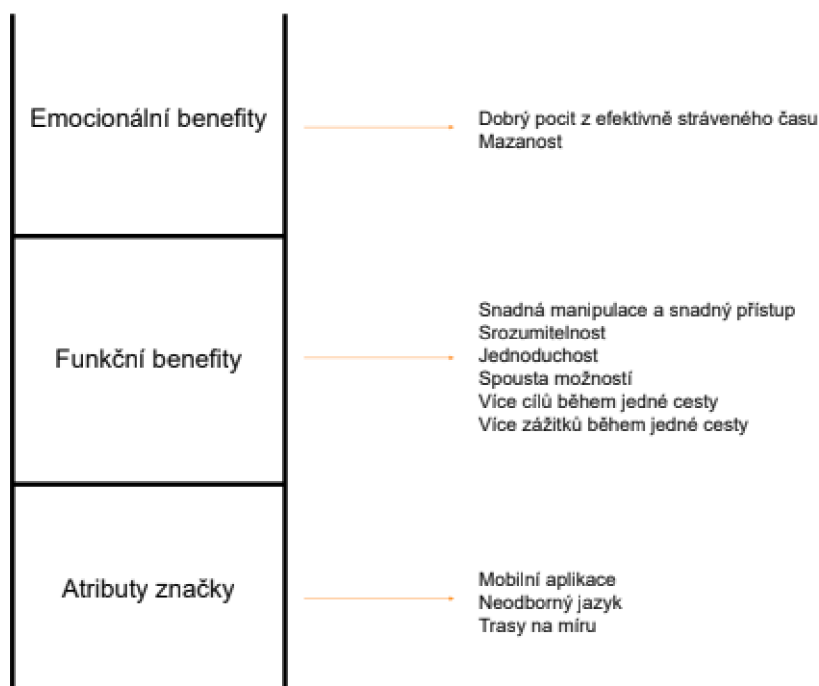 Emocionální benefity
Dobrý pocit z efektivně stráveného času
Mazanost
Funkční benefity
Snadná manipulace a snadný přístup
Srozumitelnost
Jednoduchost
Spousta možností
Více cílů během jedné cesty
Více zážitků během jedné cesty
Atributy značky
Mobilní aplikace
Neodborný jazyk
Trasy na míru